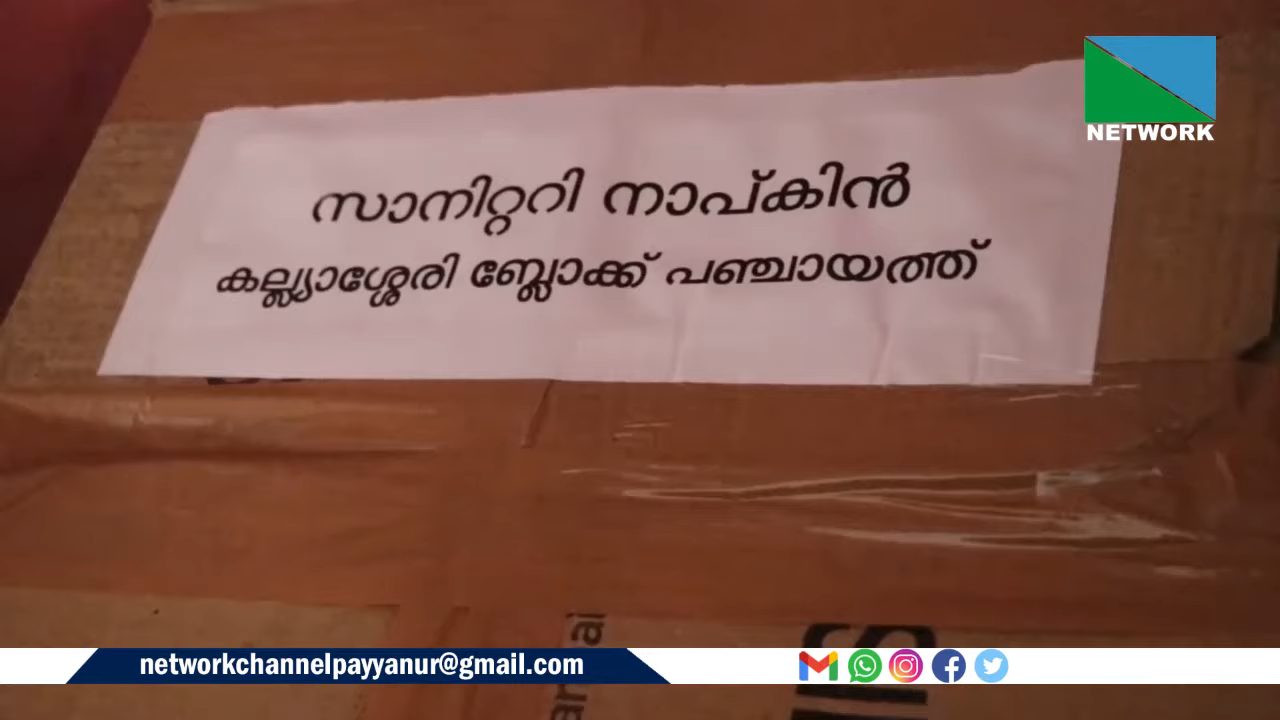 NETWORK
സാനിറ്ററി നാപ്കിൻ
കല്ല്യാശ്ശേരി ബ്ലോക്ക് പഞ്ചായത്ത്
networkchannelpayyanur@gmail.com